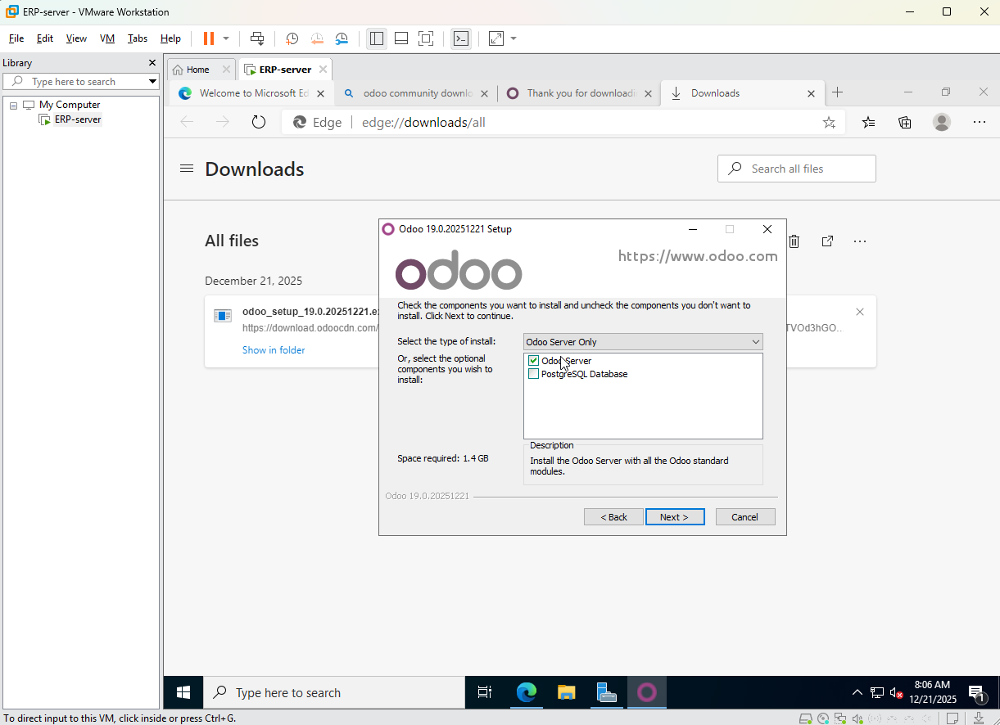 ERP-server - VMware Workstation
File Edit View VM Tabs Help
Library
Type here to search
My Computer
ERP-server
Home
ERP-server
Welcome to Microsoft Ed
odoo community downlo
Thank you for downloadi
Downloads
Edge
edge://downloads/all
Downloads
Search all files
All files
December 21, 2025
odoo_setup_19.0.20251221.ex
https://download.odoocdn.com/
TVOd3hGO..
Show in folder
Odoo 19.0.20251221 Setup
odoo
https://www.odoo.com
Check the components you want to install and uncheck the components you don't want to
install. Click Next to continue.
Select the type of install:
Odoo Server Only
Or, select the optional
components you wish to
install:
Odoo Server
PostgreSQL Database
Space required: 1.4 GB
Description
Install the Odoo Server with all the Odoo standard
modules.
Odoo 19.0.20251221
< Back
Next >
Cancel
Type here to search
8:06 AM
12/21/2025
1
To direct input to this VM, click inside or press Ctrl+G.